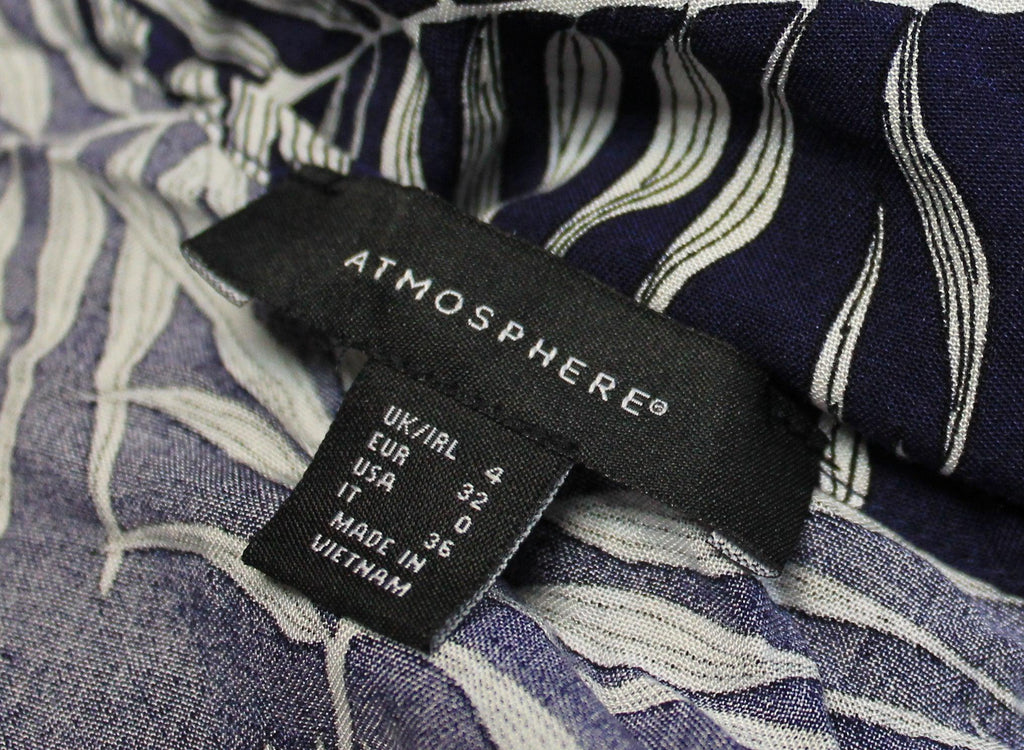 ATMOSPHERE®
UK/IRL 4
EUR 32
USA 0
IT 36
MADE IN
VIETNAM